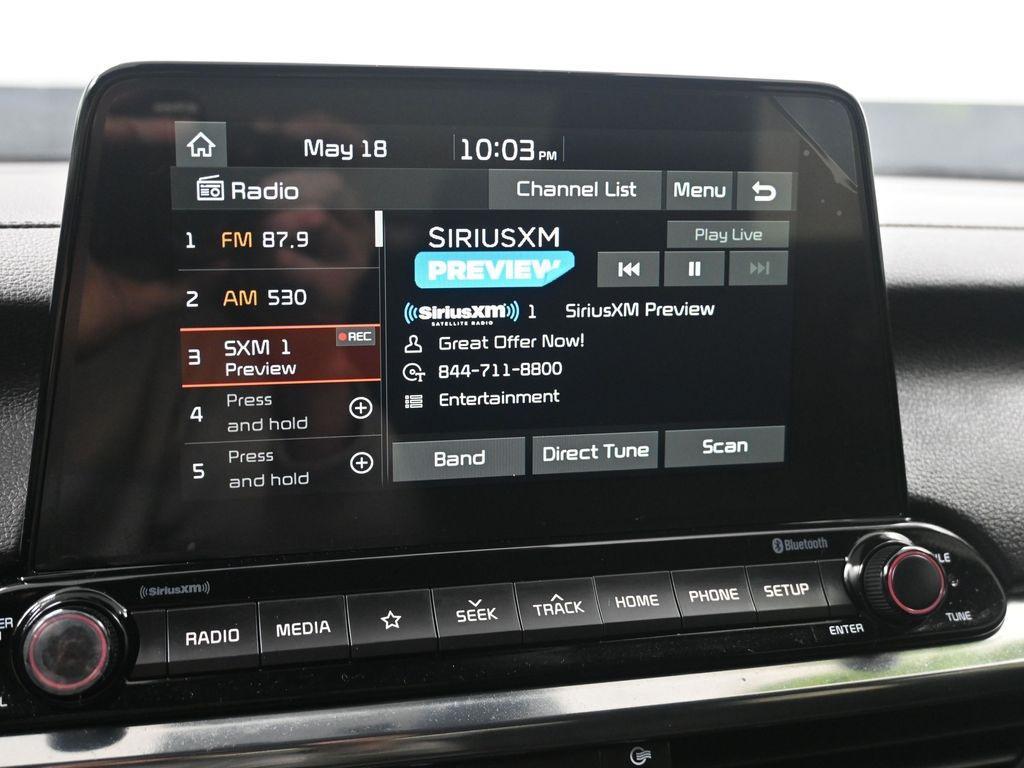 May 18
10:03 PM
Radio
Channel List
Menu
1 FM 87.9
2 AM 530
3 SXM 1
Preview
REC
4 Press
and hold
5 Press
and hold
SIRIUSXM
PREVIEW
Play Live
((SiriusXM)) 1 SiriusXM Preview
SATELLITE RADIO
Great Offer Now!
844-711-8800
Entertainment
Band
Direct Tune
Scan
((SiriusXM))
Bluetooth
RADIO
MEDIA
SEEK
TRACK
HOME
PHONE
SETUP
ENTER
TUNE